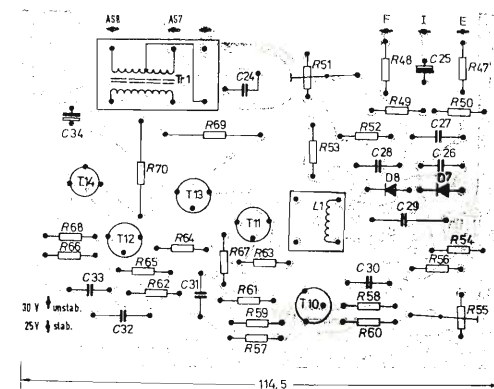 AS8 AS7 F I E
Tr1
C24
R51
R48
C25
R47
C34
R49
R50
R69
R52
C27
R53
R70
C28
C26
T14
D8
D7
T13
L1
C29
T11
R68
T12
R64
R66
R67
R54
R65
R63
R56
C33
R62
C31
C30
R61
T10
R58
30 V unstab.
R55
25 V stab.
C32
R59
R60
R57
114,5